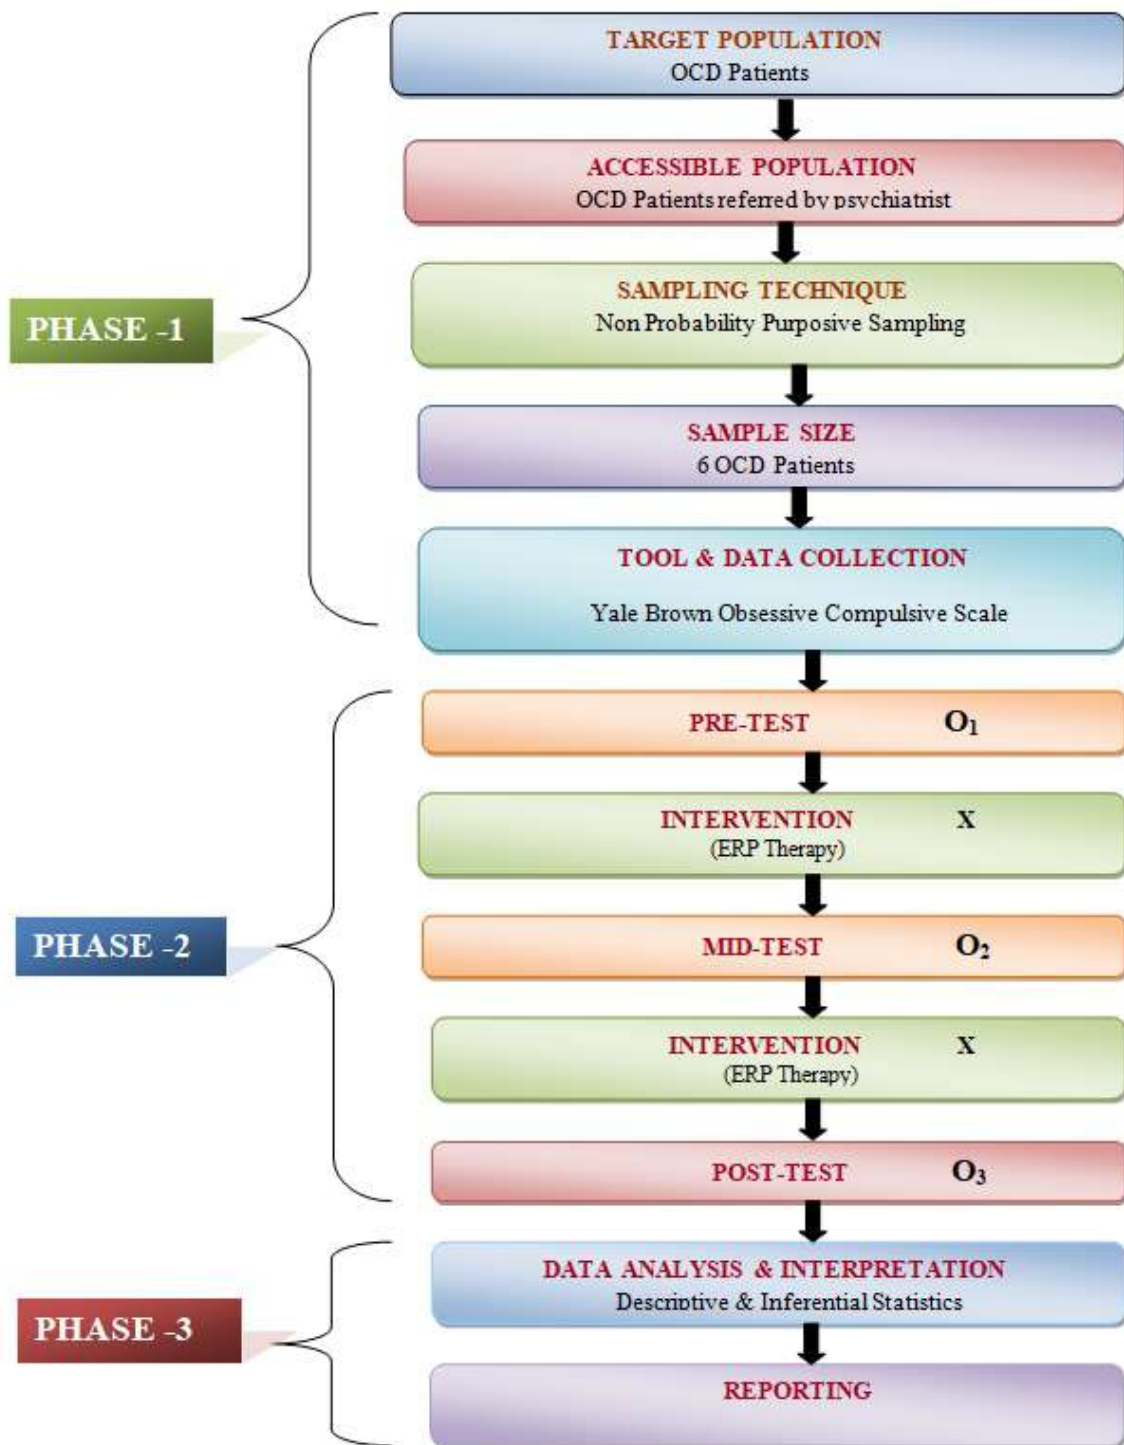 TARGET POPULATION
OCD Patients
ACCESSIBLE POPULATION
OCD Patients referred by psychiatrist
SAMPLING TECHNIQUE
Non Probability Purposive Sampling
PHASE -1
SAMPLE SIZE
6 OCD Patients
TOOL & DATA COLLECTION
Yale Brown Obsessive Compulsive Scale
PRE-TEST O₁
INTERVENTION X
(ERP Therapy)
PHASE -2
MID-TEST O₂
INTERVENTION X
(ERP Therapy)
POST-TEST O₃
DATA ANALYSIS & INTERPRETATION
Descriptive & Inferential Statistics
PHASE -3
REPORTING